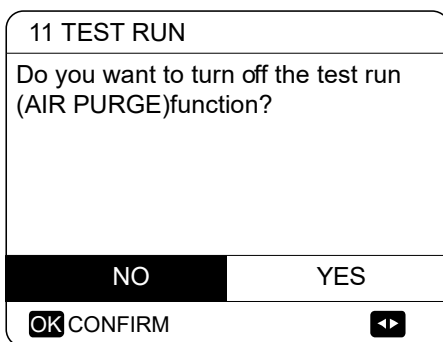 11 TEST RUN
Do you want to turn off the test run
(AIR PURGE)function?
NO YES
OK CONFIRM